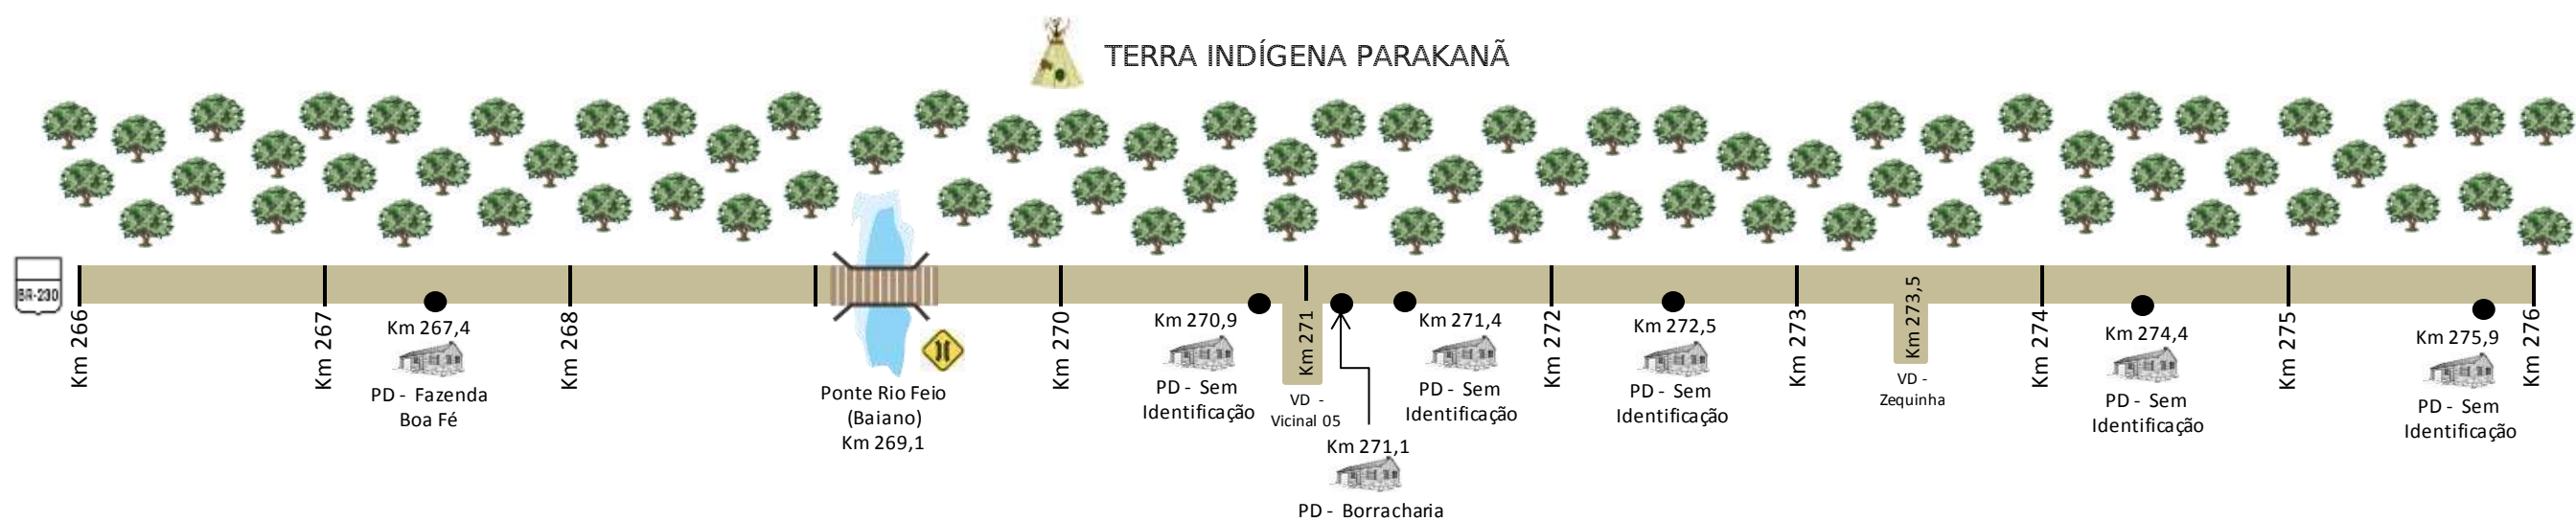 TERRA INDÍGENA PARAKANÃ
BR-230
Km 266
Km 267
Km 267,4
PD - Fazenda
Boa Fé
Km 268
Ponte Rio Feio
(Baiano)
Km 269,1
Km 270
Km 270,9
PD - Sem
Identificação
Km 271
VD -
Vicinal 05
Km 271,1
PD - Borracharia
Km 271,4
PD - Sem
Identificação
Km 272
Km 272,5
PD - Sem
Identificação
Km 273
Km 273,5
VD -
Zequinha
Km 274
Km 274,4
PD - Sem
Identificação
Km 275
Km 275,9
PD - Sem
Identificação
Km 276